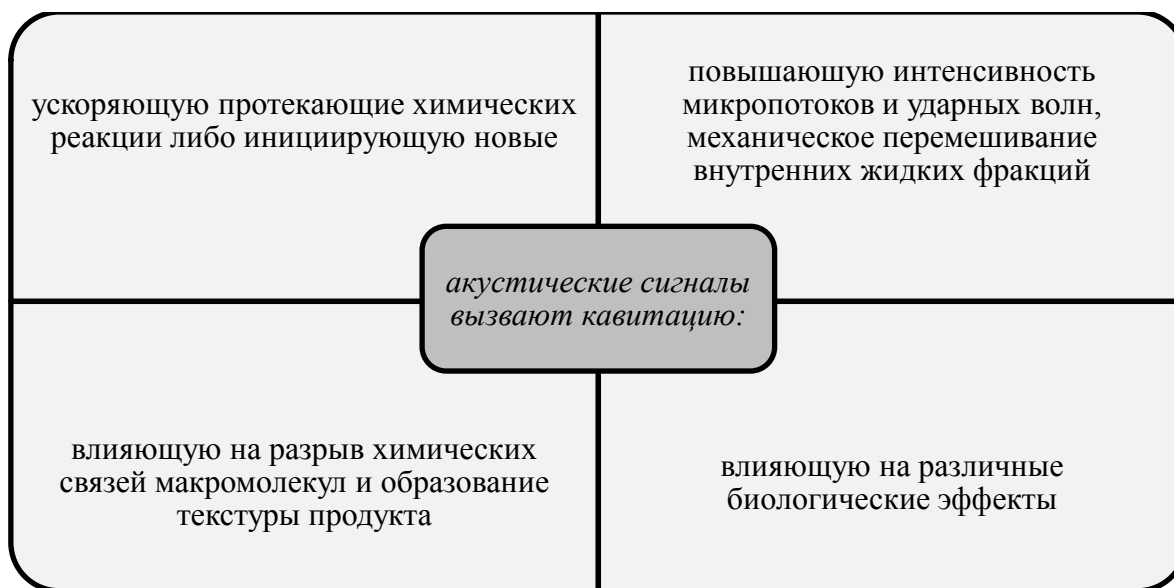 ускоряющую протекающие химических
реакции либо инициирующую новые
повышаюшую интенсивность
микропотоков и ударных волн,
механическое перемешивание
внутренних жидких фракций
акустические сигналы
вызвают кавитацию:
влияющую на разрыв химических
связей макромолекул и образование
текстуры продукта
влияющую на различные
биологические эффекты